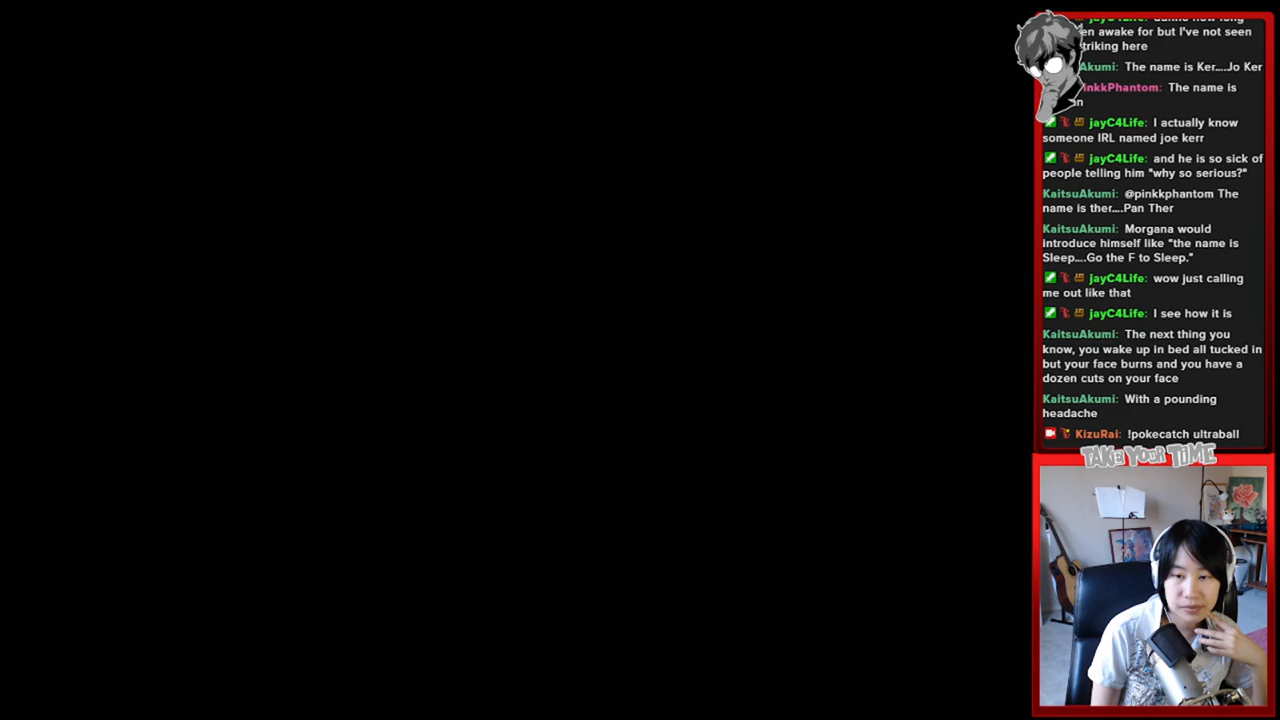 en awake for but I've not seen
triking here
Akumi: The name is Ker....Jo Ker
inkkPhantom: The name is
an
jayC4Life: I actually know
someone IRL named joe kerr
jayC4Life: and he is so sick of
people telling him "why so serious?"
KaitsuAkumi: @pinkkphantom The
name is ther....Pan Ther
KaitsuAkumi: Morgana would
introduce himself like "the name is
Sleep....Go the F to Sleep."
jayC4Life: wow just calling
me out like that
jayC4Life: I see how it is
KaitsuAkumi: The next thing you
know, you wake up in bed all tucked in
but your face burns and you have a
dozen cuts on your face
KaitsuAkumi: With a pounding
headache
KizuRai: !pokecatch ultraball
TAKE YOUR TIME